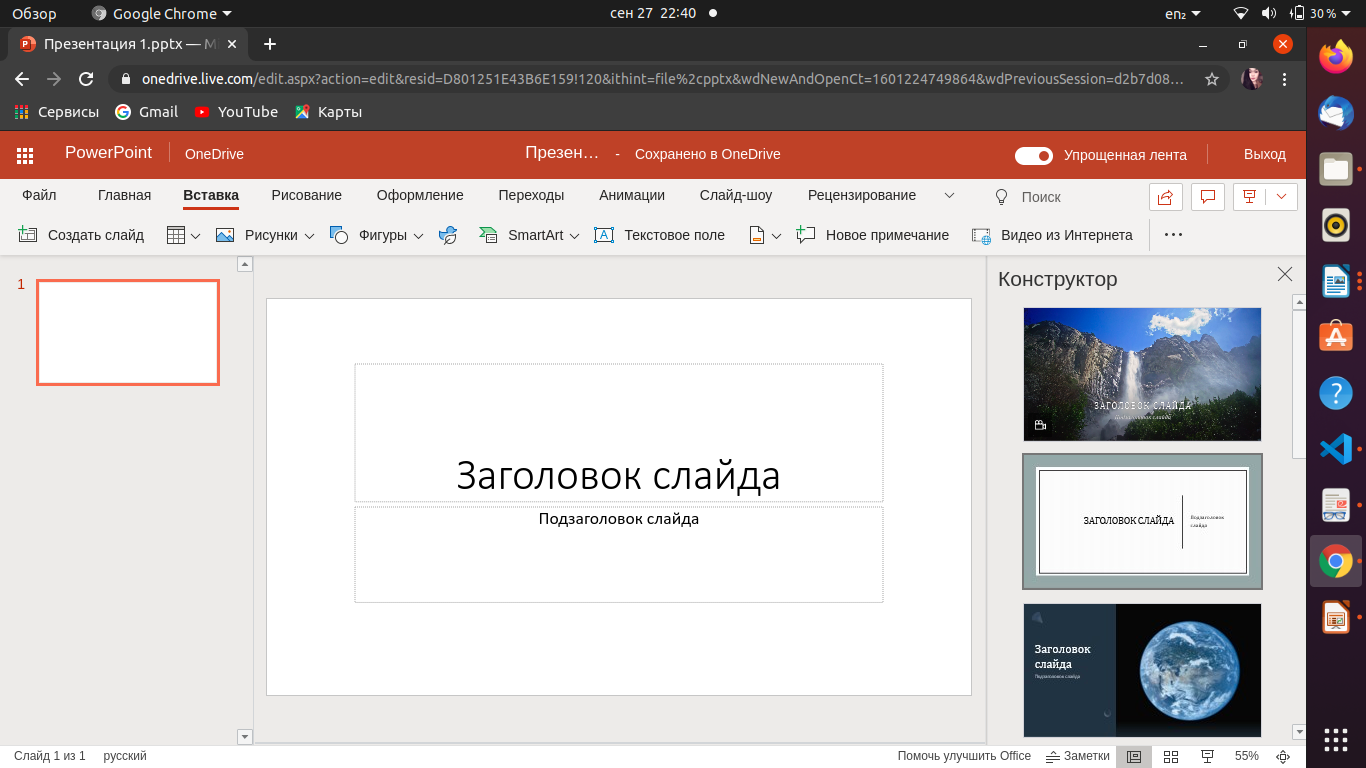 Обзор
Google Chrome
сен 27 22:40
en₂
30 %
Презентация 1.pptx — M
onedrive.live.com/edit.aspx?action=edit&resid=D801251E43B6E159!120&ithint=file%2cpptx&wdNewAndOpenCt=1601224749864&wdPreviousSession=d2b7d08...
Сервисы
Gmail
YouTube
Карты
PowerPoint
OneDrive
Презен...
- Сохранено в OneDrive
Упрощенная лента
Выход
Файл
Главная
Вставка
Рисование
Оформление
Переходы
Анимации
Слайд-шоу
Рецензирование
Поиск
Создать слайд
Рисунки
Фигуры
SmartArt
Текстовое поле
Новое примечание
Видео из Интернета
1
Заголовок слайда
Подзаголовок слайда
Конструктор
ЗАГОЛОВОК СЛАЙДА
Подзаголовок слайда
ЗАГОЛОВОК СЛАЙДА
Подзаголовок
слайда
Заголовок
слайда
Подзаголовок слайда
Слайд 1 из 1
русский
Помочь улучшить Office
Заметки
55%